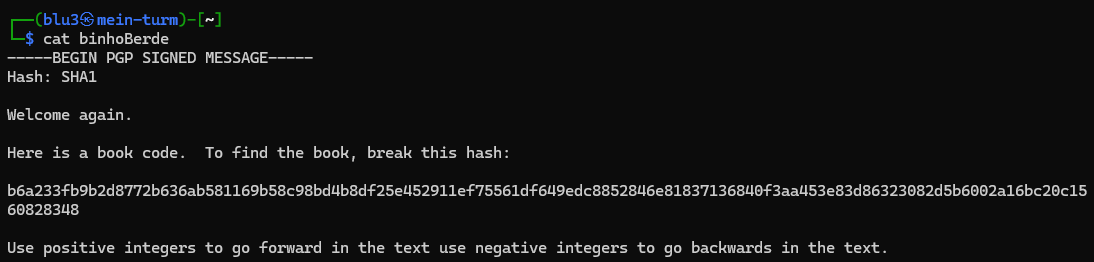 ┌──(blu3㉿mein-turm)-[~]
└─$ cat binhoBerde
-----BEGIN PGP SIGNED MESSAGE-----
Hash: SHA1
Welcome again.
Here is a book code.  To find the book, break this hash:
b6a233fb9b2d8772b636ab581169b58c98bd4b8df25e452911ef75561df649edc8852846e81837136840f3aa453e83d86323082d5b6002a16bc20c15
60828348
Use positive integers to go forward in the text use negative integers to go backwards in the text.